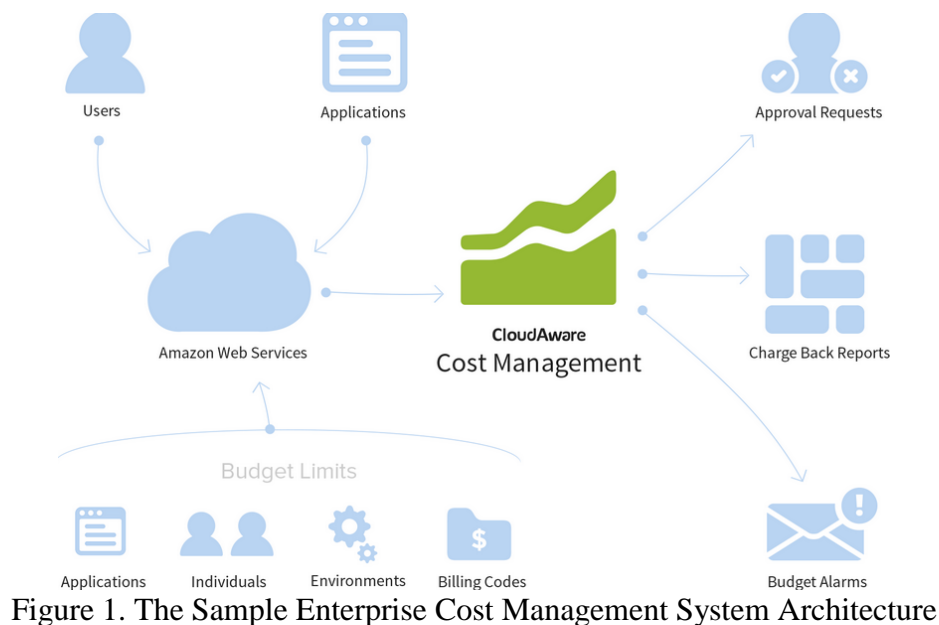 Users
Applications
Approval Requests
Amazon Web Services
CloudAware
Cost Management
Charge Back Reports
Budget Limits
$
!
Applications
Individuals
Environments
Billing Codes
Budget Alarms
Figure 1. The Sample Enterprise Cost Management System Architecture